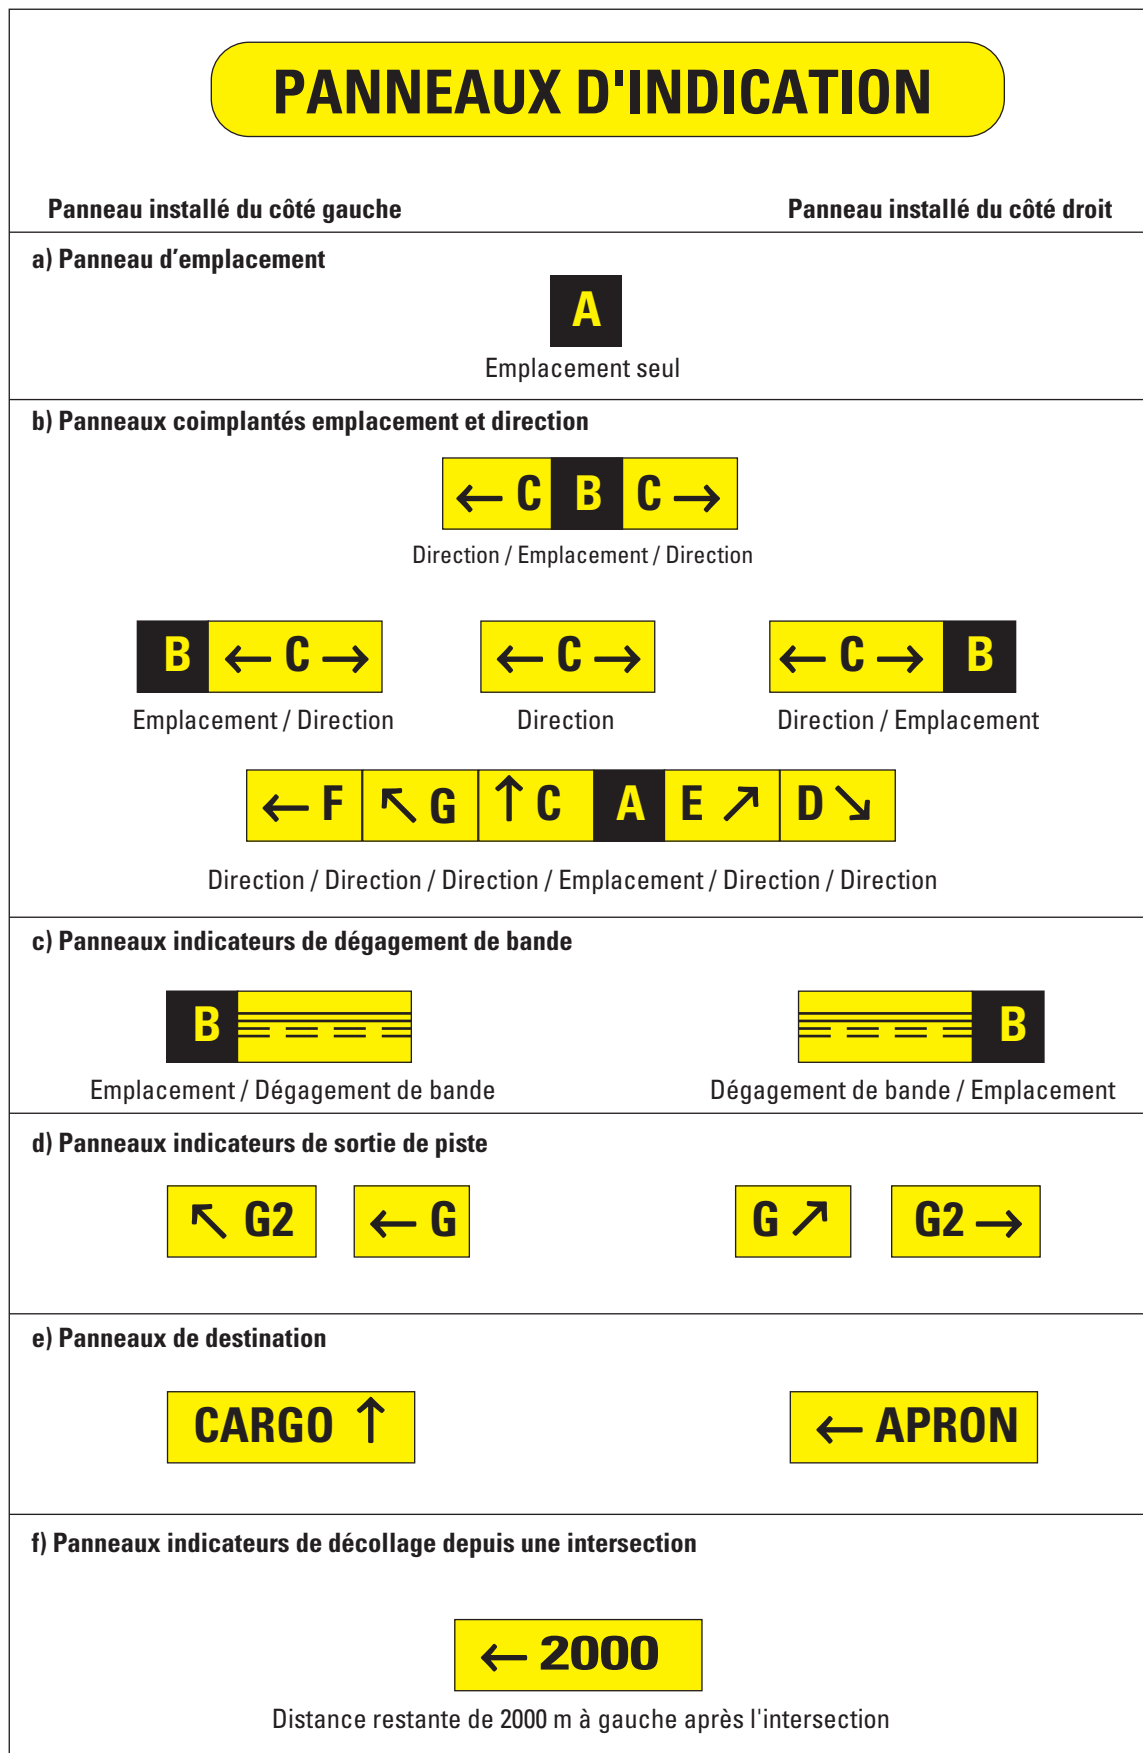 PANNEAUX D'INDICATION
Panneau installé du côté gauche
Panneau installé du côté droit
a) Panneau d’emplacement
A
Emplacement seul
b) Panneaux coimplantés emplacement et direction
← C B C →
Direction / Emplacement / Direction
B ← C →
← C →
← C → B
Emplacement / Direction
Direction
Direction / Emplacement
← F ↖ G ↑ C A E ↗ D ↘
Direction / Direction / Direction / Emplacement / Direction / Direction
c) Panneaux indicateurs de dégagement de bande
B
B
Emplacement / Dégagement de bande
Dégagement de bande / Emplacement
d) Panneaux indicateurs de sortie de piste
↖ G2
← G
G ↗
G2 →
e) Panneaux de destination
CARGO ↑
← APRON
f) Panneaux indicateurs de décollage depuis une intersection
← 2000
Distance restante de 2000 m à gauche après l'intersection